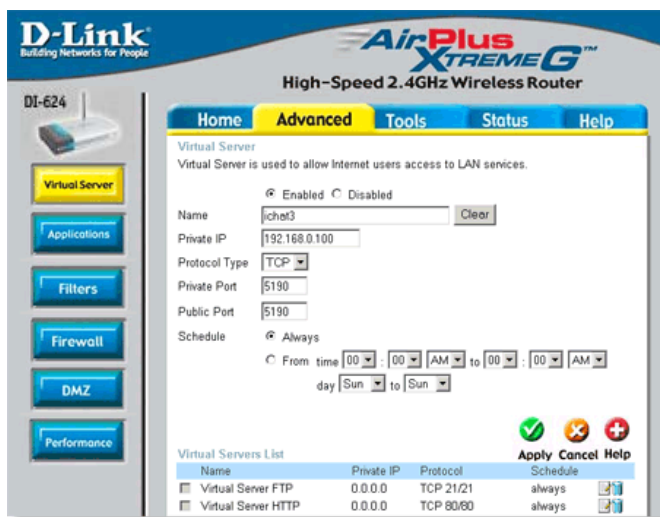 D-Link
Building Networks for People
AirPlus
XTREME G™
High-Speed 2.4GHz Wireless Router
DI-624
Home Advanced Tools Status Help
Virtual Server
Applications
Filters
Firewall
DMZ
Performance
Virtual Server
Virtual Server is used to allow Internet users access to LAN services.
Enabled Disabled
Name ichat3 Clear
Private IP 192.168.0.100
Protocol Type TCP
Private Port 5190
Public Port 5190
Schedule Always
From time 00 : 00 AM to 00 : 00 AM
day Sun to Sun
Apply Cancel Help
Virtual Servers List
Name Private IP Protocol Schedule
Virtual Server FTP 0.0.0.0 TCP 21/21 always
Virtual Server HTTP 0.0.0.0 TCP 80/80 always